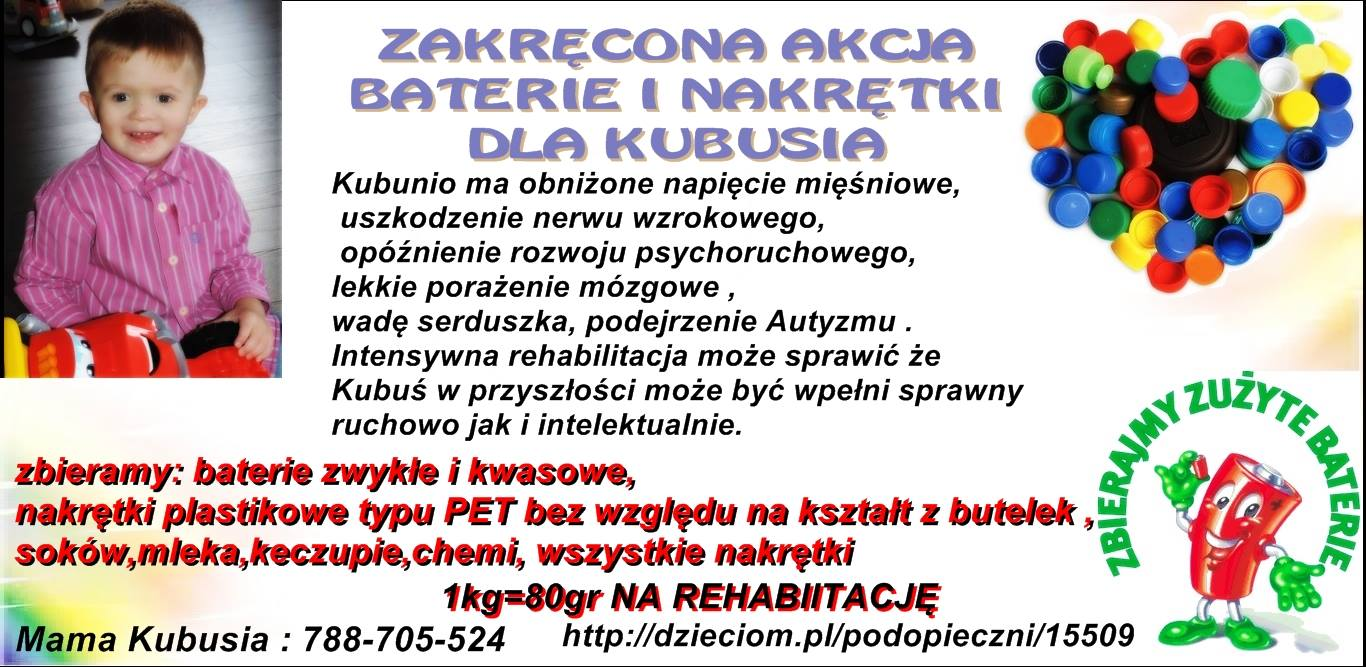 ZAKRĘCONA AKCJA
BATERIE I NAKRĘTKI
DLA KUBUSIA
Kubunio ma obniżone napięcie mięśniowe,
uszkodzenie nerwu wzrokowego,
opóźnienie rozwoju psychoruchowego,
lekkie porażenie mózgowe ,
wadę serduszka, podejrzenie Autyzmu .
Intensywna rehabilitacja może sprawić że
Kubuś w przyszłości może być wpełni sprawny
ruchowo jak i intelektualnie.
zbieramy: baterie zwykłe i kwasowe,
nakrętki plastikowe typu PET bez względu na kształt z butelek ,
soków,mleka,keczupie,chemi, wszystkie nakrętki
1kg=80gr NA REHABIITACJĘ
Mama Kubusia : 788-705-524
http://dzieciom.pl/podopieczni/15509
ZBIERAJMY ZUŻYTE BATERIE